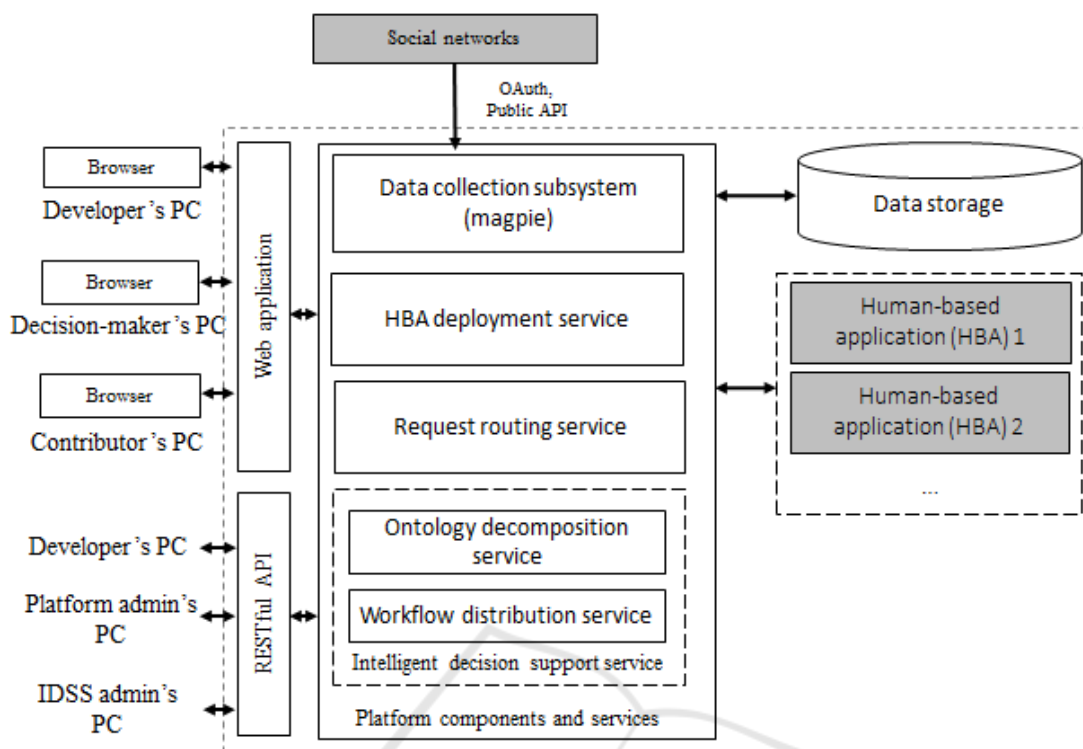 Social networks
OAuth,
Public API
Browser
Developer's PC
Browser
Decision-maker's PC
Browser
Contributor's PC
Developer's PC
Platform admin's
PC
IDSS admin's
PC
Web application
RESTful API
Data collection subsystem
(magpie)
HBA deployment service
Request routing service
Ontology decomposition
service
Workflow distribution service
Intelligent decision support service
Platform components and services
Data storage
Human-based
application (HBA) 1
Human-based
application (HBA) 2
...